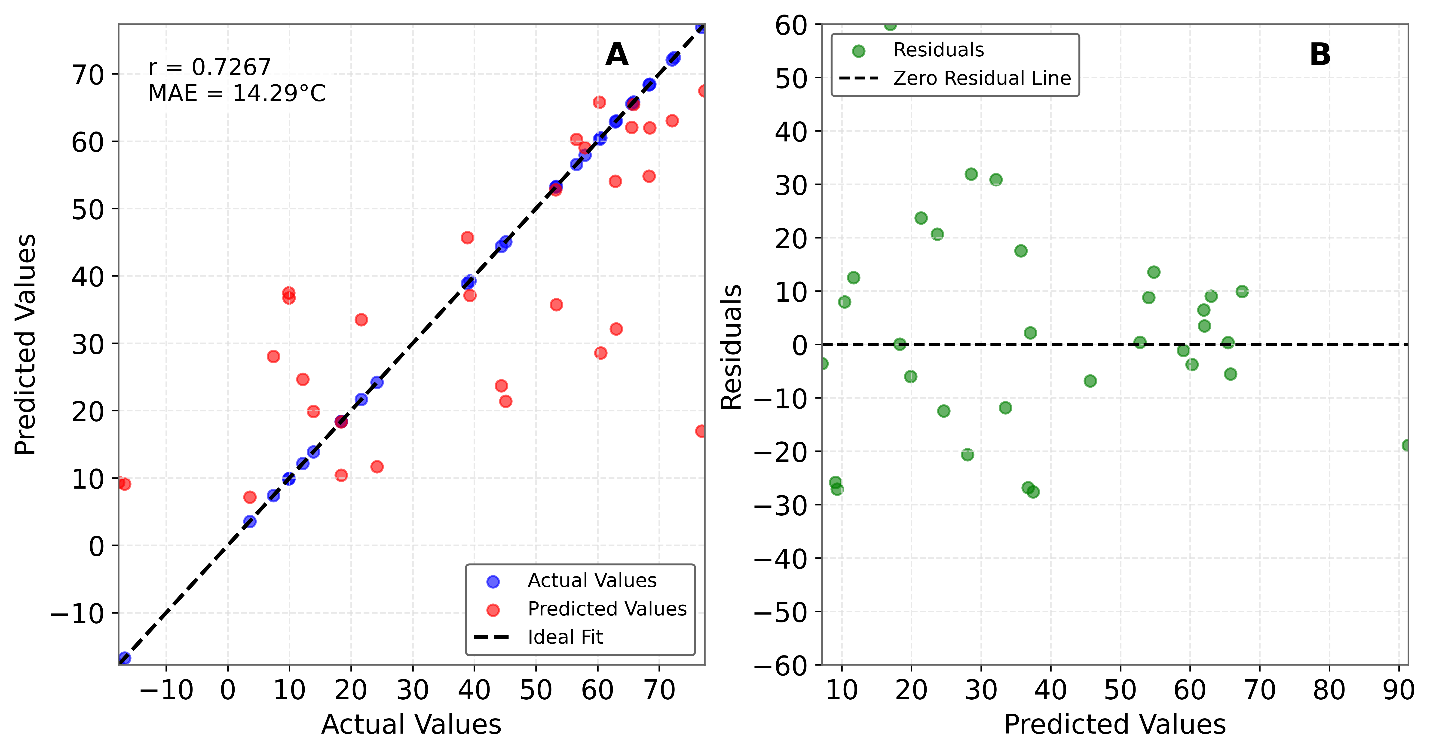 A
r = 0.7267
MAE = 14.29°C
70
60
50
40
30
20
10
0
−10
Predicted Values
Actual Values
Predicted Values
Ideal Fit
−10 0 10 20 30 40 50 60 70
Actual Values
B
Residuals
Zero Residual Line
60
50
40
30
20
10
0
−10
−20
−30
−40
−50
−60
Residuals
10 20 30 40 50 60 70 80 90
Predicted Values